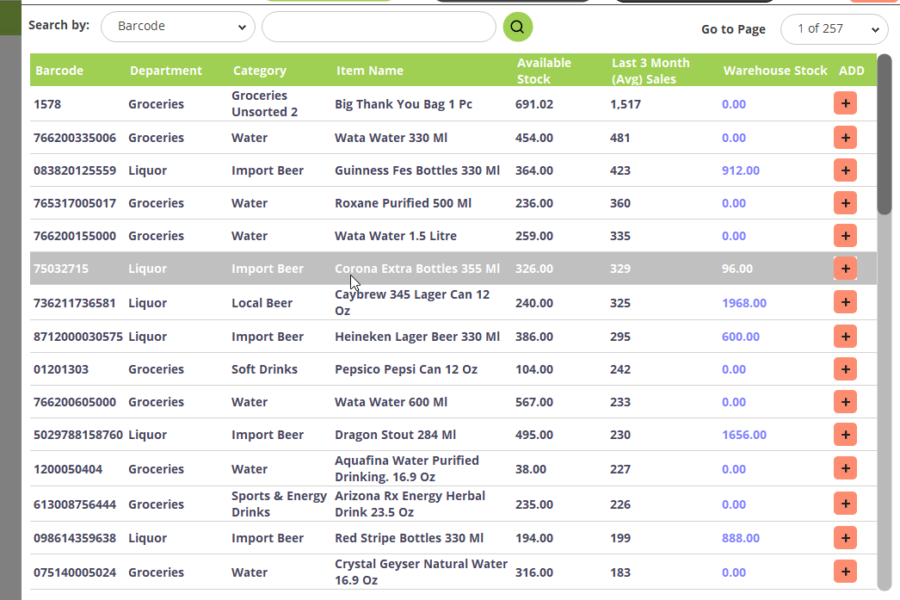 Search by: Barcode Go to Page 1 of 257
Barcode Department Category Item Name Available Stock Last 3 Month (Avg) Sales Warehouse Stock ADD
1578 Groceries Groceries Unsorted 2 Big Thank You Bag 1 Pc 691.02 1,517 0.00 +
766200335006 Groceries Water Wata Water 330 Ml 454.00 481 0.00 +
083820125559 Liquor Import Beer Guinness Fes Bottles 330 Ml 364.00 423 912.00 +
765317005017 Groceries Water Roxane Purified 500 Ml 236.00 360 0.00 +
766200155000 Groceries Water Wata Water 1.5 Litre 259.00 335 0.00 +
75032715 Liquor Import Beer Corona Extra Bottles 355 Ml 326.00 329 96.00 +
736211736581 Liquor Local Beer Caybrew 345 Lager Can 12 Oz 240.00 325 1968.00 +
8712000030575 Liquor Import Beer Heineken Lager Beer 330 Ml 386.00 295 600.00 +
01201303 Groceries Soft Drinks Pepsico Pepsi Can 12 Oz 104.00 242 0.00 +
766200605000 Groceries Water Wata Water 600 Ml 567.00 233 0.00 +
5029788158760 Liquor Import Beer Dragon Stout 284 Ml 495.00 230 1656.00 +
1200050404 Groceries Water Aquafina Water Purified Drinking. 16.9 Oz 38.00 227 0.00 +
613008756444 Groceries Sports & Energy Drinks Arizona Rx Energy Herbal Drink 23.5 Oz 235.00 226 0.00 +
098614359638 Liquor Import Beer Red Stripe Bottles 330 Ml 194.00 199 888.00 +
075140005024 Groceries Water Crystal Geyser Natural Water 16.9 Oz 316.00 183 0.00 +